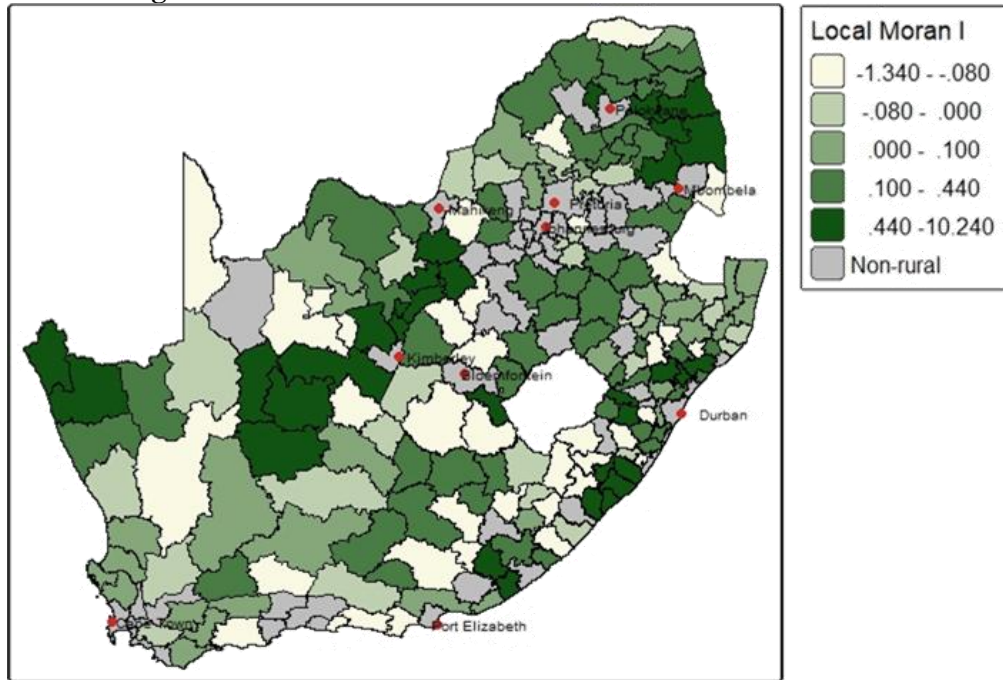 Local Moran I
-1.340 - -.080
-.080 - .000
.000 - .100
.100 - .440
.440 -10.240
Non-rural
Polokwane
Mbombela
Mahikeng
Pretoria
Johannesburg
Kimberley
Bloemfontein
Durban
Cape Town
Port Elizabeth